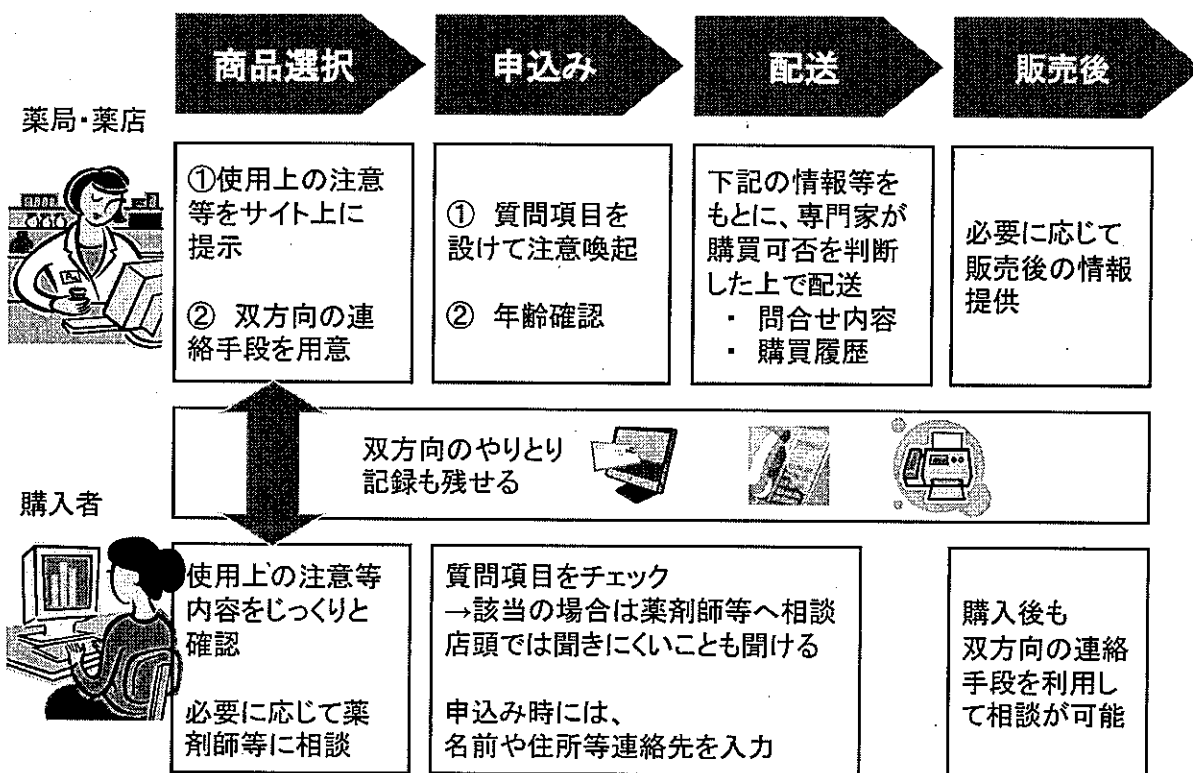 商品選択
申込み
配送
販売後
薬局・薬店
①使用上の注意
等をサイト上に
提示
② 双方向の連
絡手段を用意
① 質問項目を
設けて注意喚起
② 年齢確認
下記の情報等を
もとに、専門家が
購買可否を判断
した上で配送
・ 問合せ内容
・ 購買履歴
必要に応じて
販売後の情報
提供
双方向のやりとり
記録も残せる
購入者
使用上の注意等
内容をじっくりと
確認
必要に応じて薬
剤師等に相談
質問項目をチェック
→該当の場合は薬剤師等へ相談
店頭では聞きにくいことも聞ける
申込み時には、
名前や住所等連絡先を入力
購入後も
双方向の連絡
手段を利用し
て相談が可能